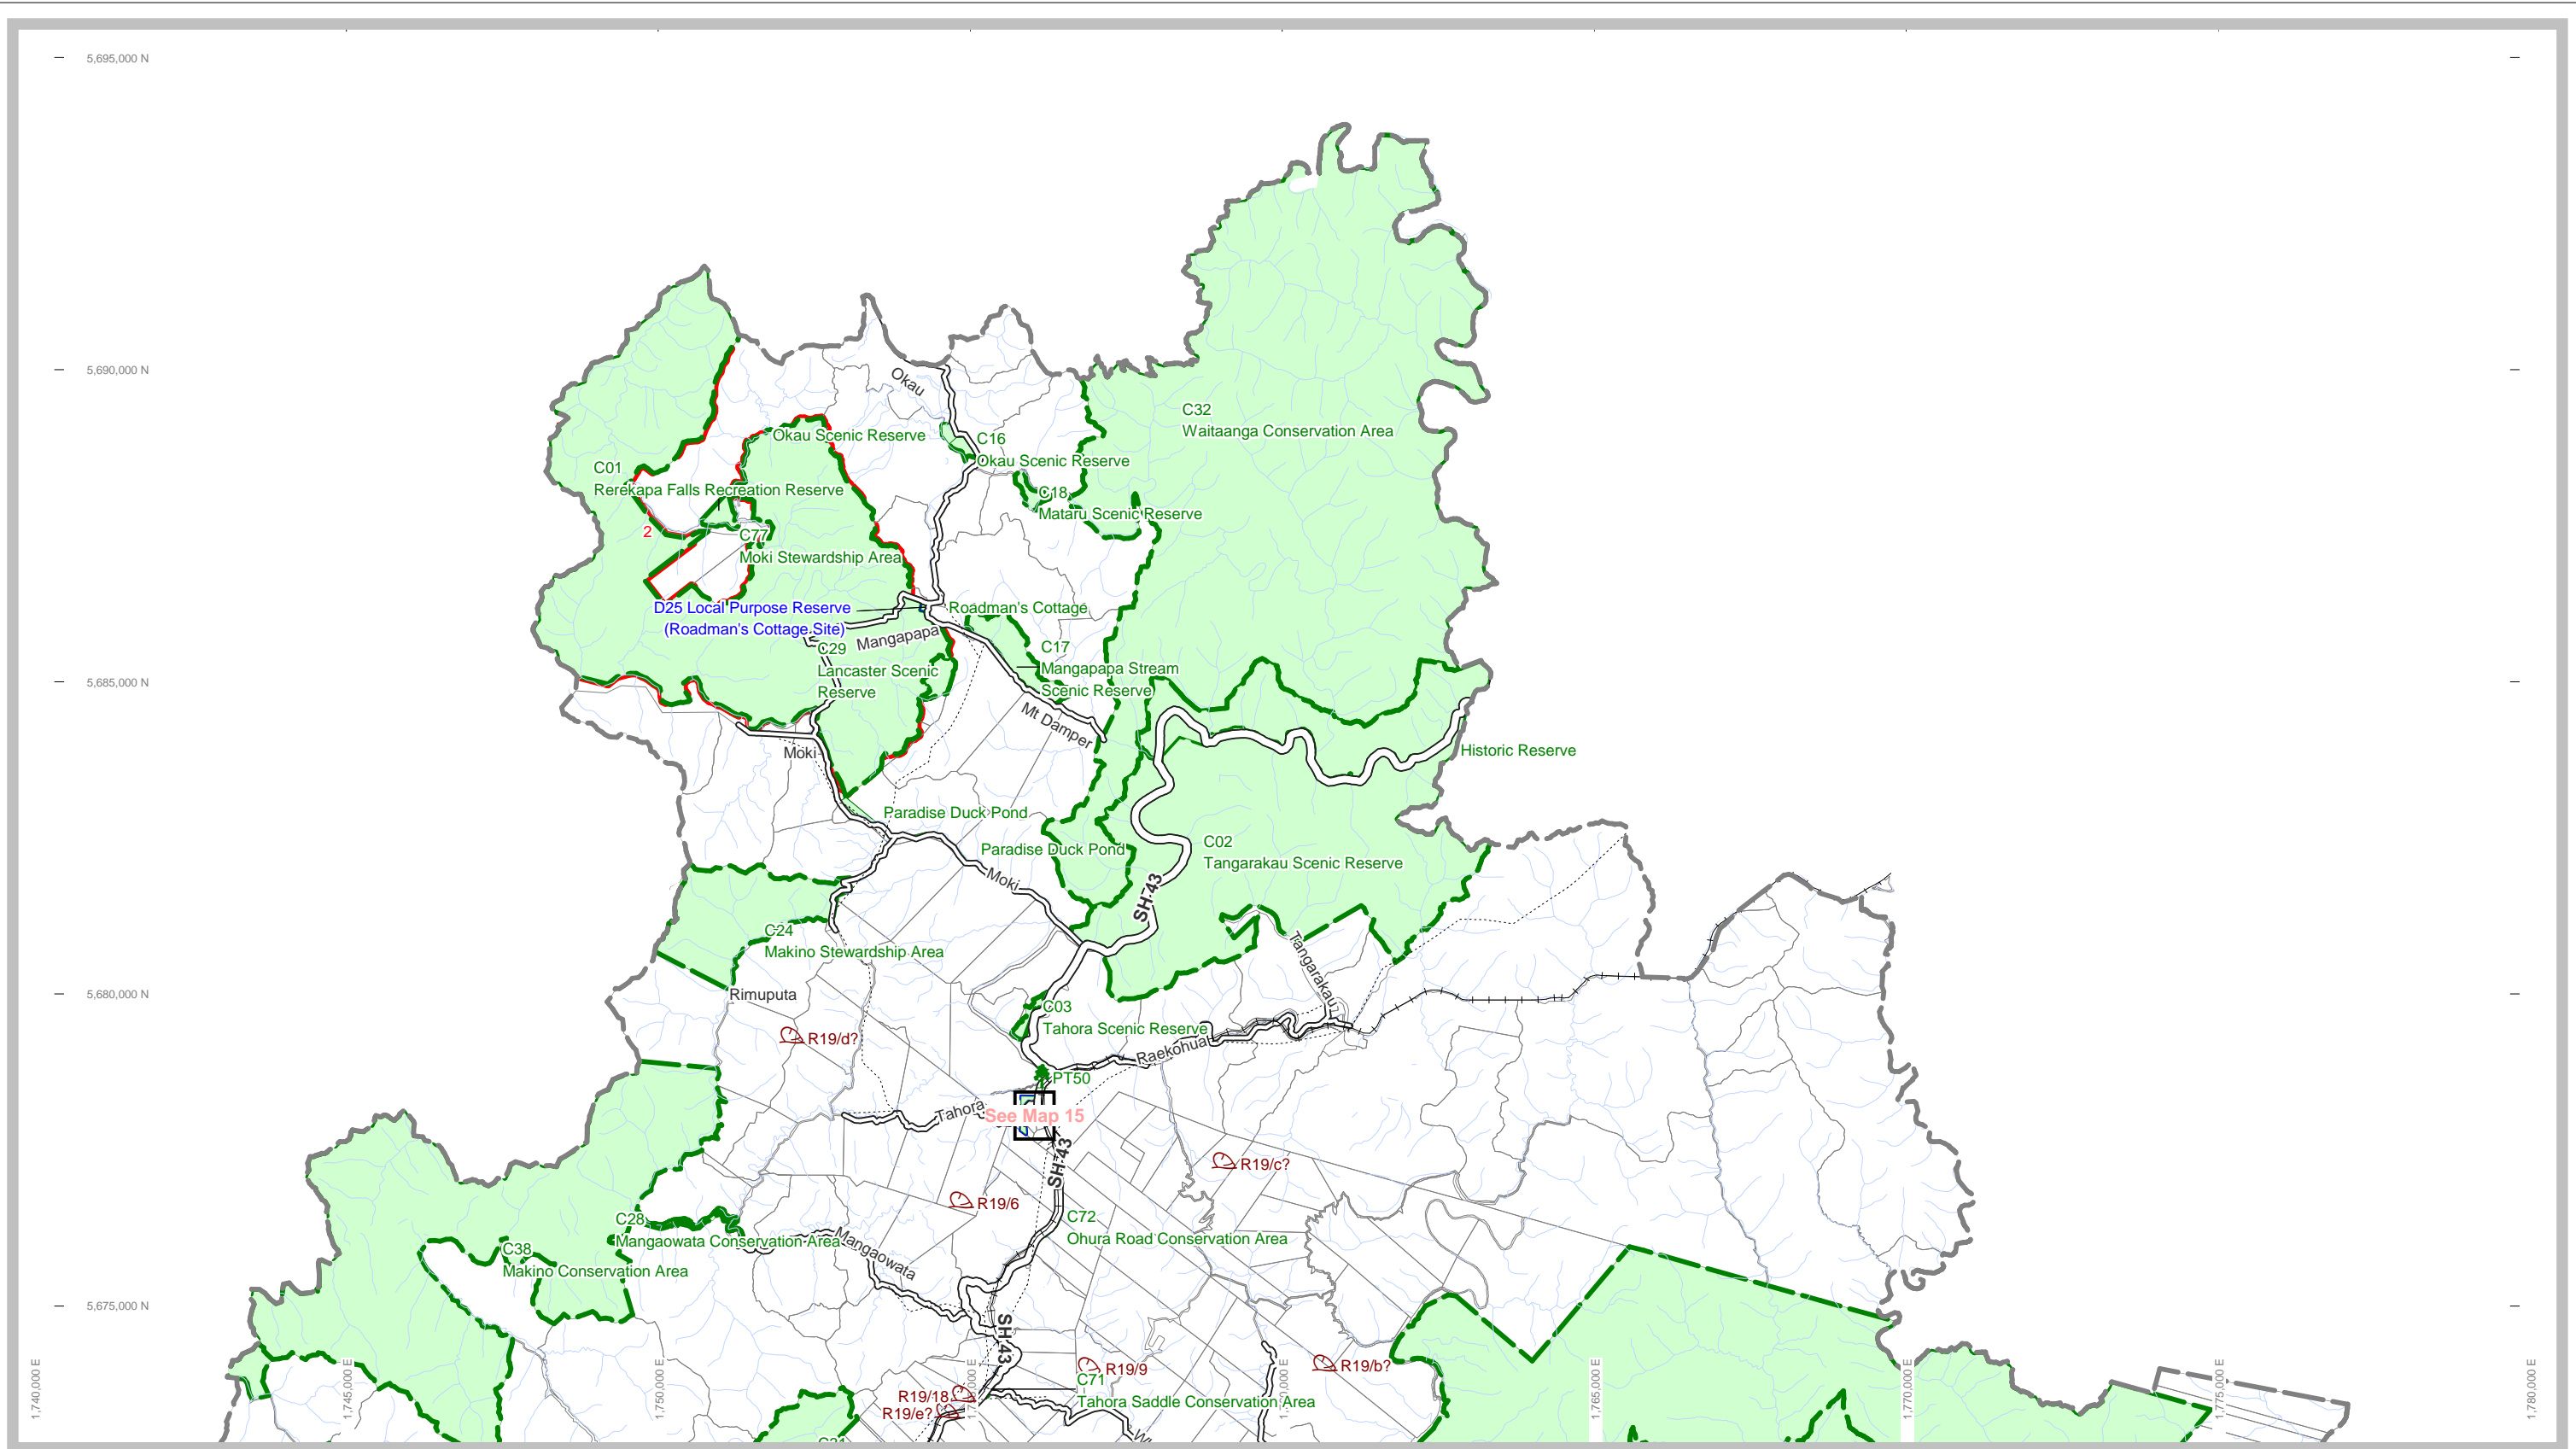 5,695,000 N
5,690,000 N
Okau
C32
Waitaanga Conservation Area
Okau Scenic Reserve
C16
Okau Scenic Reserve
C01
Rerekapa Falls Recreation Reserve
C18
Mataru Scenic Reserve
2
C77
Moki Stewardship Area
D25 Local Purpose Reserve
(Roadman's Cottage Site)
Roadman's Cottage
Mangapapa
C29
Lancaster Scenic
Reserve
C17
Mangapapa Stream
Scenic Reserve
5,685,000 N
Mt Damper
Moki
Historic Reserve
Paradise Duck Pond
Paradise Duck Pond
C02
Tangarakau Scenic Reserve
Moki
SH 43
C24
Makino Stewardship Area
Tangarakau
5,680,000 N
Rimuputa
C03
Tahora Scenic Reserve
R19/d?
Raekohua
PT50
Tahora
See Map 15
SH 43
R19/c?
R19/6
C72
Ohura Road Conservation Area
C28
Mangaowata Conservation Area
Mangaowata
C38
Makino Conservation Area
5,675,000 N
SH 43
R19/9
R19/b?
C71
Tahora Saddle Conservation Area
R19/18
R19/e?
1,740,000 E
1,745,000 E
1,750,000 E
1,765,000 E
1,770,000 E
1,775,000 E
1,780,000 E